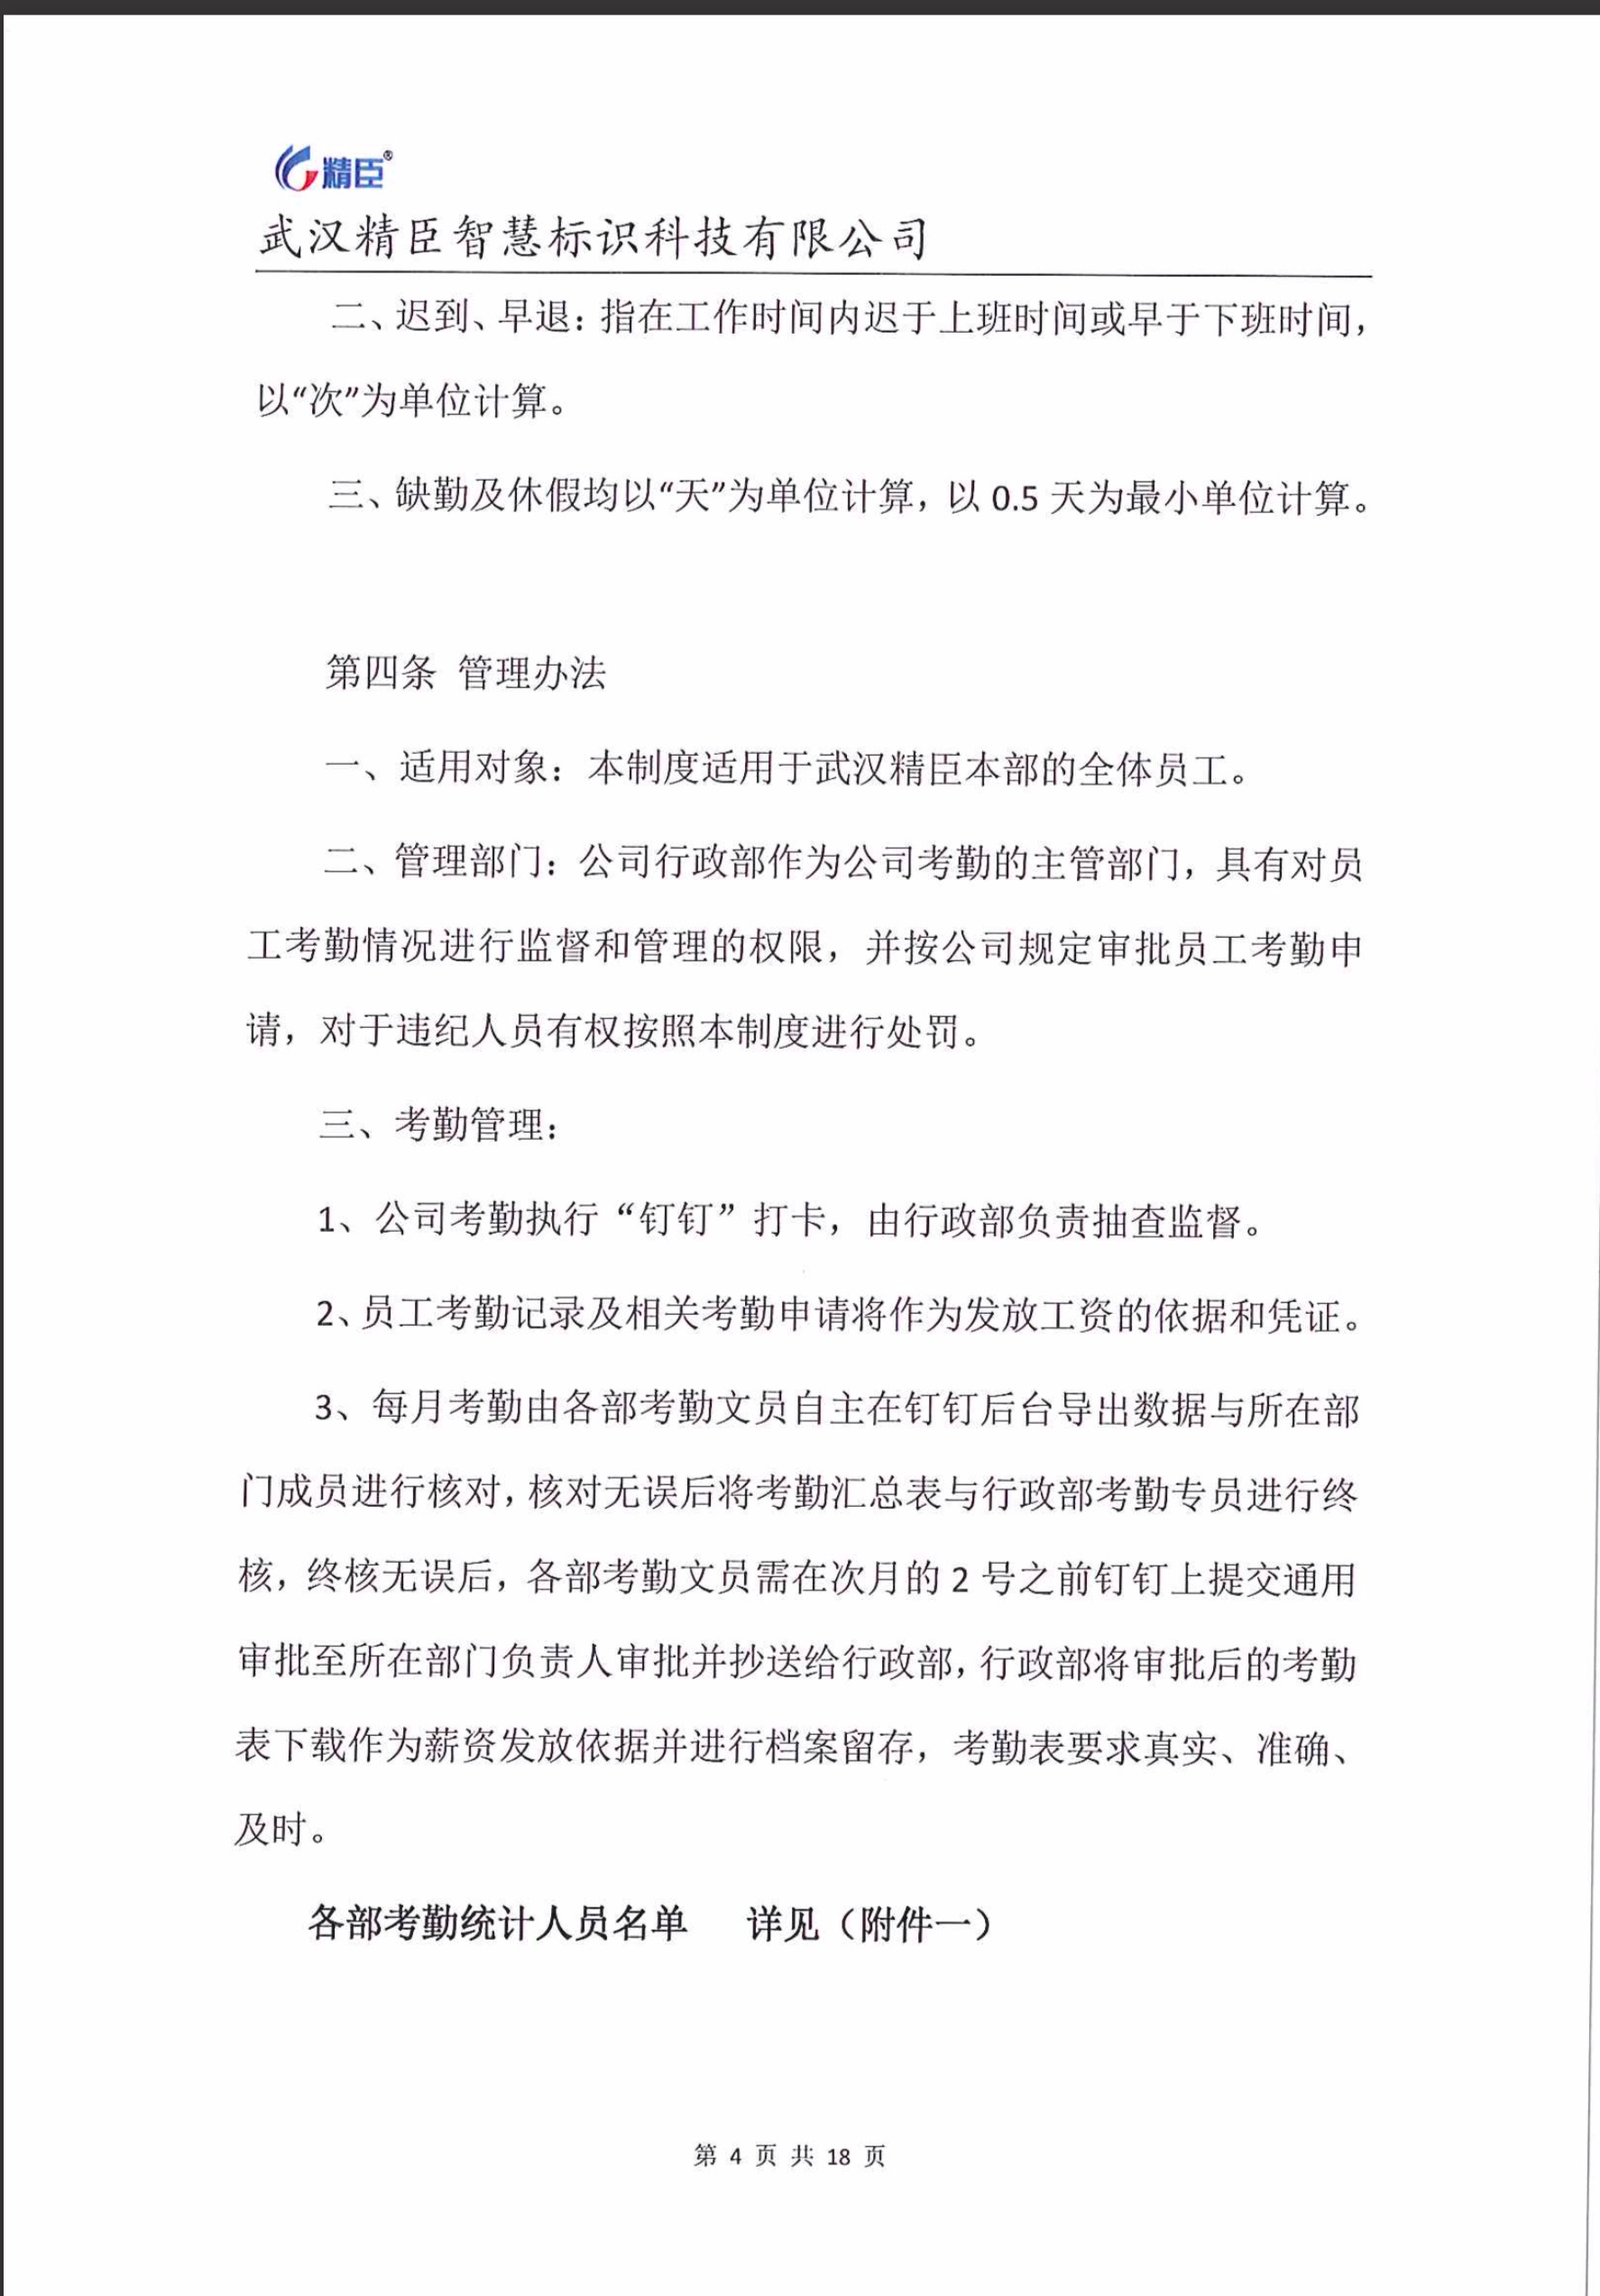 精臣®
武汉精臣智慧标识科技有限公司
二、迟到、早退：指在工作时间内迟于上班时间或早于下班时间，
以“次”为单位计算。
三、缺勤及休假均以“天”为单位计算，以 0.5 天为最小单位计算。
第四条 管理办法
一、适用对象：本制度适用于武汉精臣本部的全体员工。
二、管理部门：公司行政部作为公司考勤的主管部门，具有对员
工考勤情况进行监督和管理的权限，并按公司规定审批员工考勤申
请，对于违纪人员有权按照本制度进行处罚。
三、考勤管理：
1、公司考勤执行“钉钉”打卡，由行政部负责抽查监督。
2、员工考勤记录及相关考勤申请将作为发放工资的依据和凭证。
3、每月考勤由各部考勤文员自主在钉钉后台导出数据与所在部
门成员进行核对，核对无误后将考勤汇总表与行政部考勤专员进行终
核，终核无误后，各部考勤文员需在次月的 2 号之前钉钉上提交通用
审批至所在部门负责人审批并抄送给行政部，行政部将审批后的考勤
表下载作为薪资发放依据并进行档案留存，考勤表要求真实、准确、
及时。
各部考勤统计人员名单 详见（附件一）
第 4 页 共 18 页